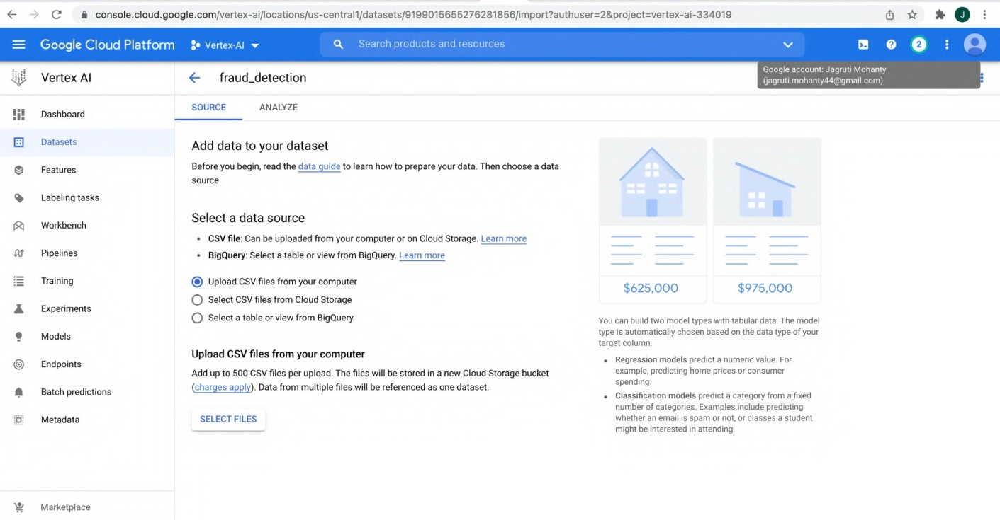 console.cloud.google.com/vertex-ai/locations/us-central1/datasets/9199015655276281856/import?authuser=2&project=vertex-ai-334019
J
Google Cloud Platform
Vertex-AI
Search products and resources
2
Google account: Jagruti Mohanty
(jagruti.mohanty44@gmail.com)
Vertex AI
fraud_detection
SOURCE
ANALYZE
Dashboard
Datasets
Features
Labeling tasks
Workbench
Pipelines
Training
Experiments
Models
Endpoints
Batch predictions
Metadata
Marketplace
Add data to your dataset
Before you begin, read the data guide to learn how to prepare your data. Then choose a data
source.
Select a data source
• CSV file: Can be uploaded from your computer or on Cloud Storage. Learn more
• BigQuery: Select a table or view from BigQuery. Learn more
Upload CSV files from your computer
Select CSV files from Cloud Storage
Select a table or view from BigQuery
Upload CSV files from your computer
Add up to 500 CSV files per upload. The files will be stored in a new Cloud Storage bucket
(charges apply). Data from multiple files will be referenced as one dataset.
SELECT FILES
$625,000
$975,000
You can build two model types with tabular data. The model
type is automatically chosen based on the data type of your
target column.
• Regression models predict a numeric value. For
example, predicting home prices or consumer
spending.
• Classification models predict a category from a fixed
number of categories. Examples include predicting
whether an email is spam or not, or classes a student
might be interested in attending.